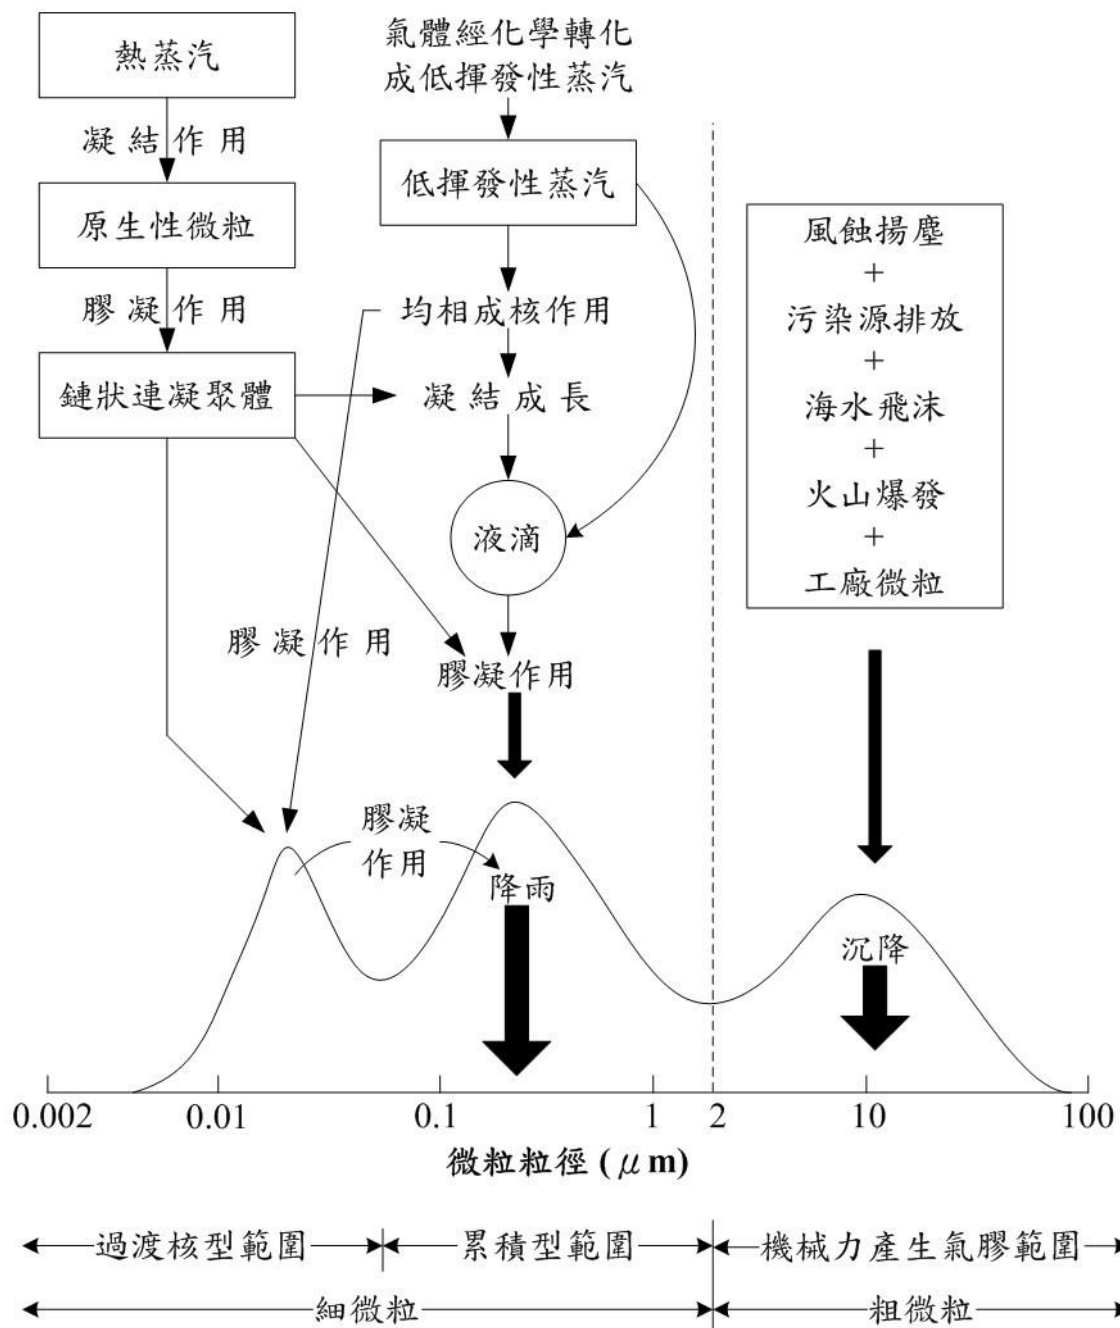 熱蒸汽
凝結作用
原生性微粒
膠凝作用
鏈狀連凝聚體
氣體經化學轉化
成低揮發性蒸汽
低揮發性蒸汽
均相成核作用
凝結成長
液滴
膠凝作用
膠凝作用
風蝕揚塵
+
污染源排放
+
海水飛沫
+
火山爆發
+
工廠微粒
膠凝
作用
降雨
沉降
0.002 0.01 0.1 1 2 10 100
微粒粒徑 (μm)
過渡核型範圍 累積型範圍 機械力產生氣膠範圍
細微粒 粗微粒